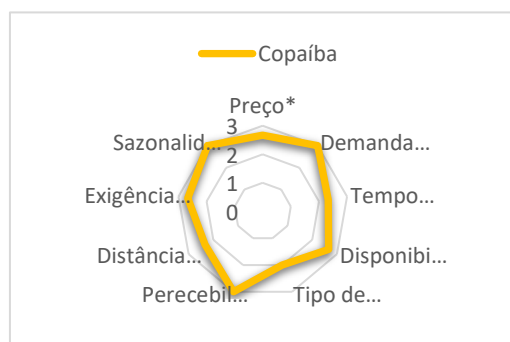 Copaíba
Preço*
3
Sazonalid... Demanda...
2
Exigência... 1 Tempo...
0
Distância... Disponibi...
Perecebil... Tipo de...